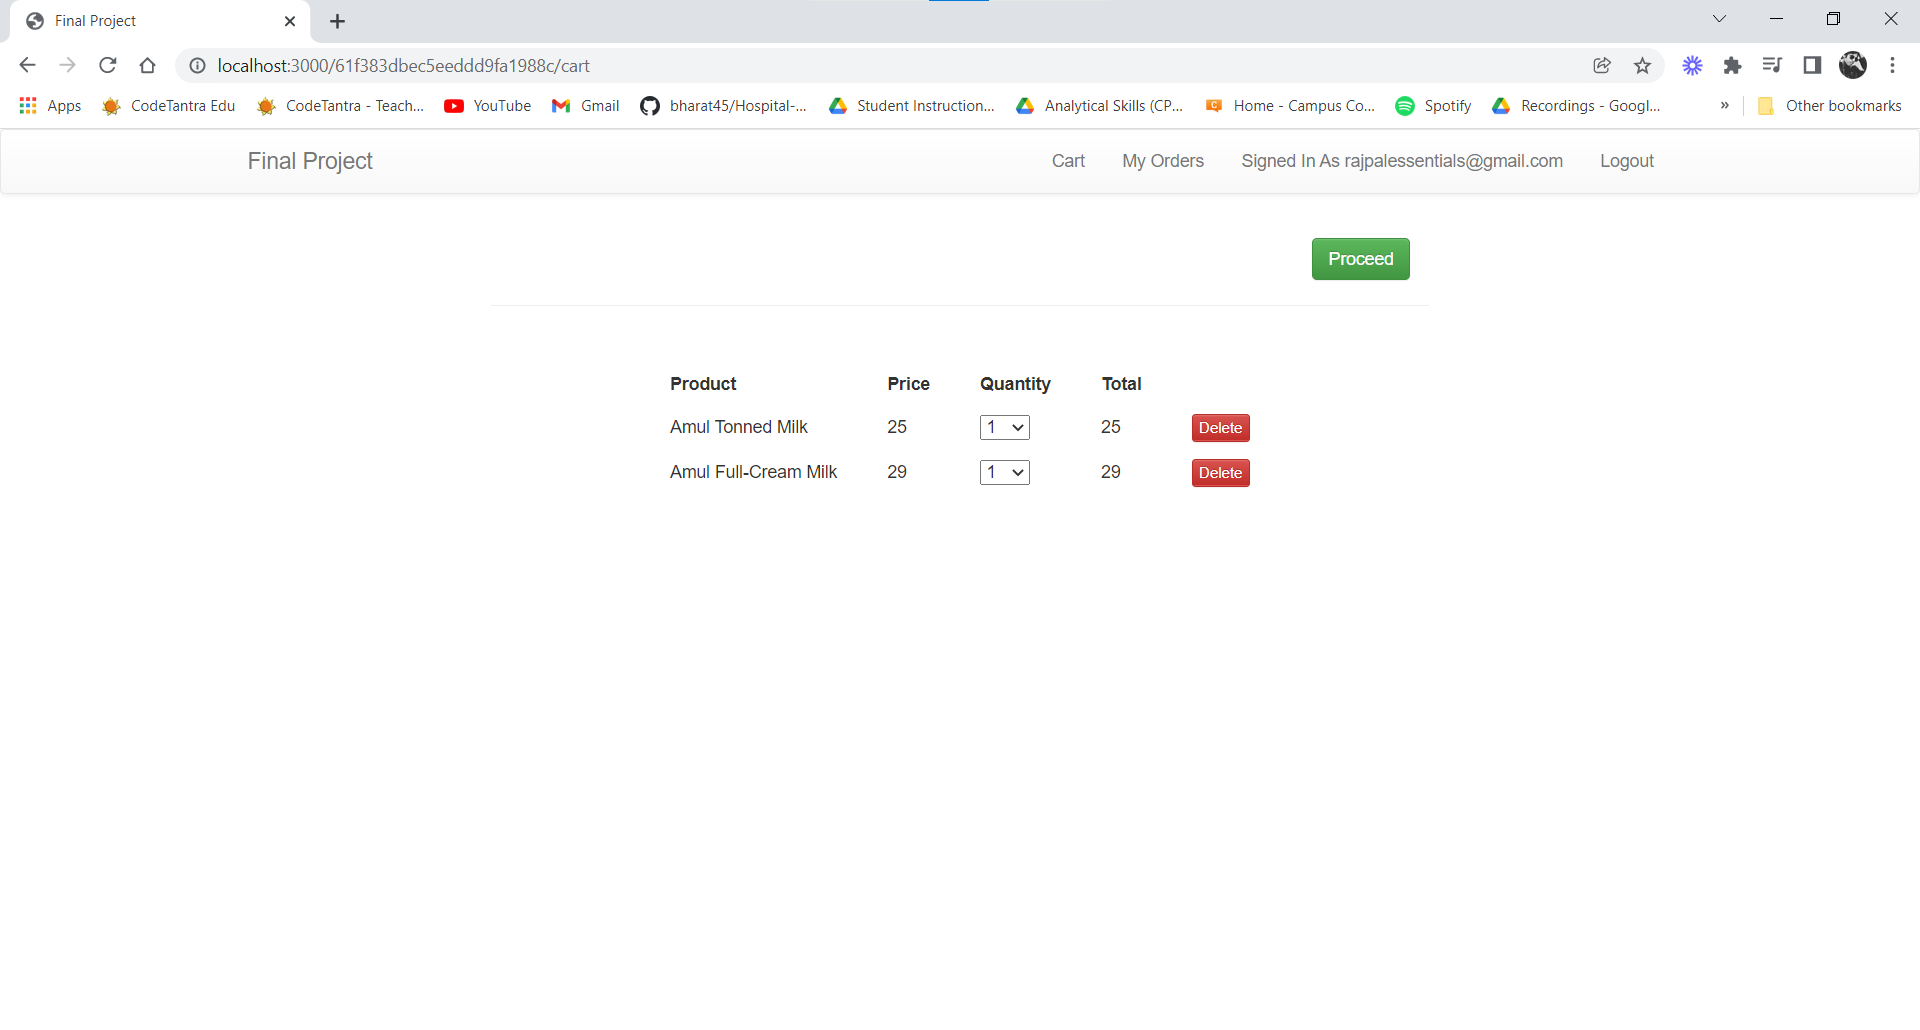 Final Project
localhost:3000/61f383dbec5eeddd9fa1988c/cart
Apps CodeTantra Edu CodeTantra - Teach... YouTube Gmail bharat45/Hospital-... Student Instruction... Analytical Skills (CP... Home - Campus Co... Spotify Recordings - Googl... » Other bookmarks
Final Project Cart My Orders Signed In As rajpalessentials@gmail.com Logout
Proceed
Product Price Quantity Total
Amul Tonned Milk 25 1 25 Delete
Amul Full-Cream Milk 29 1 29 Delete